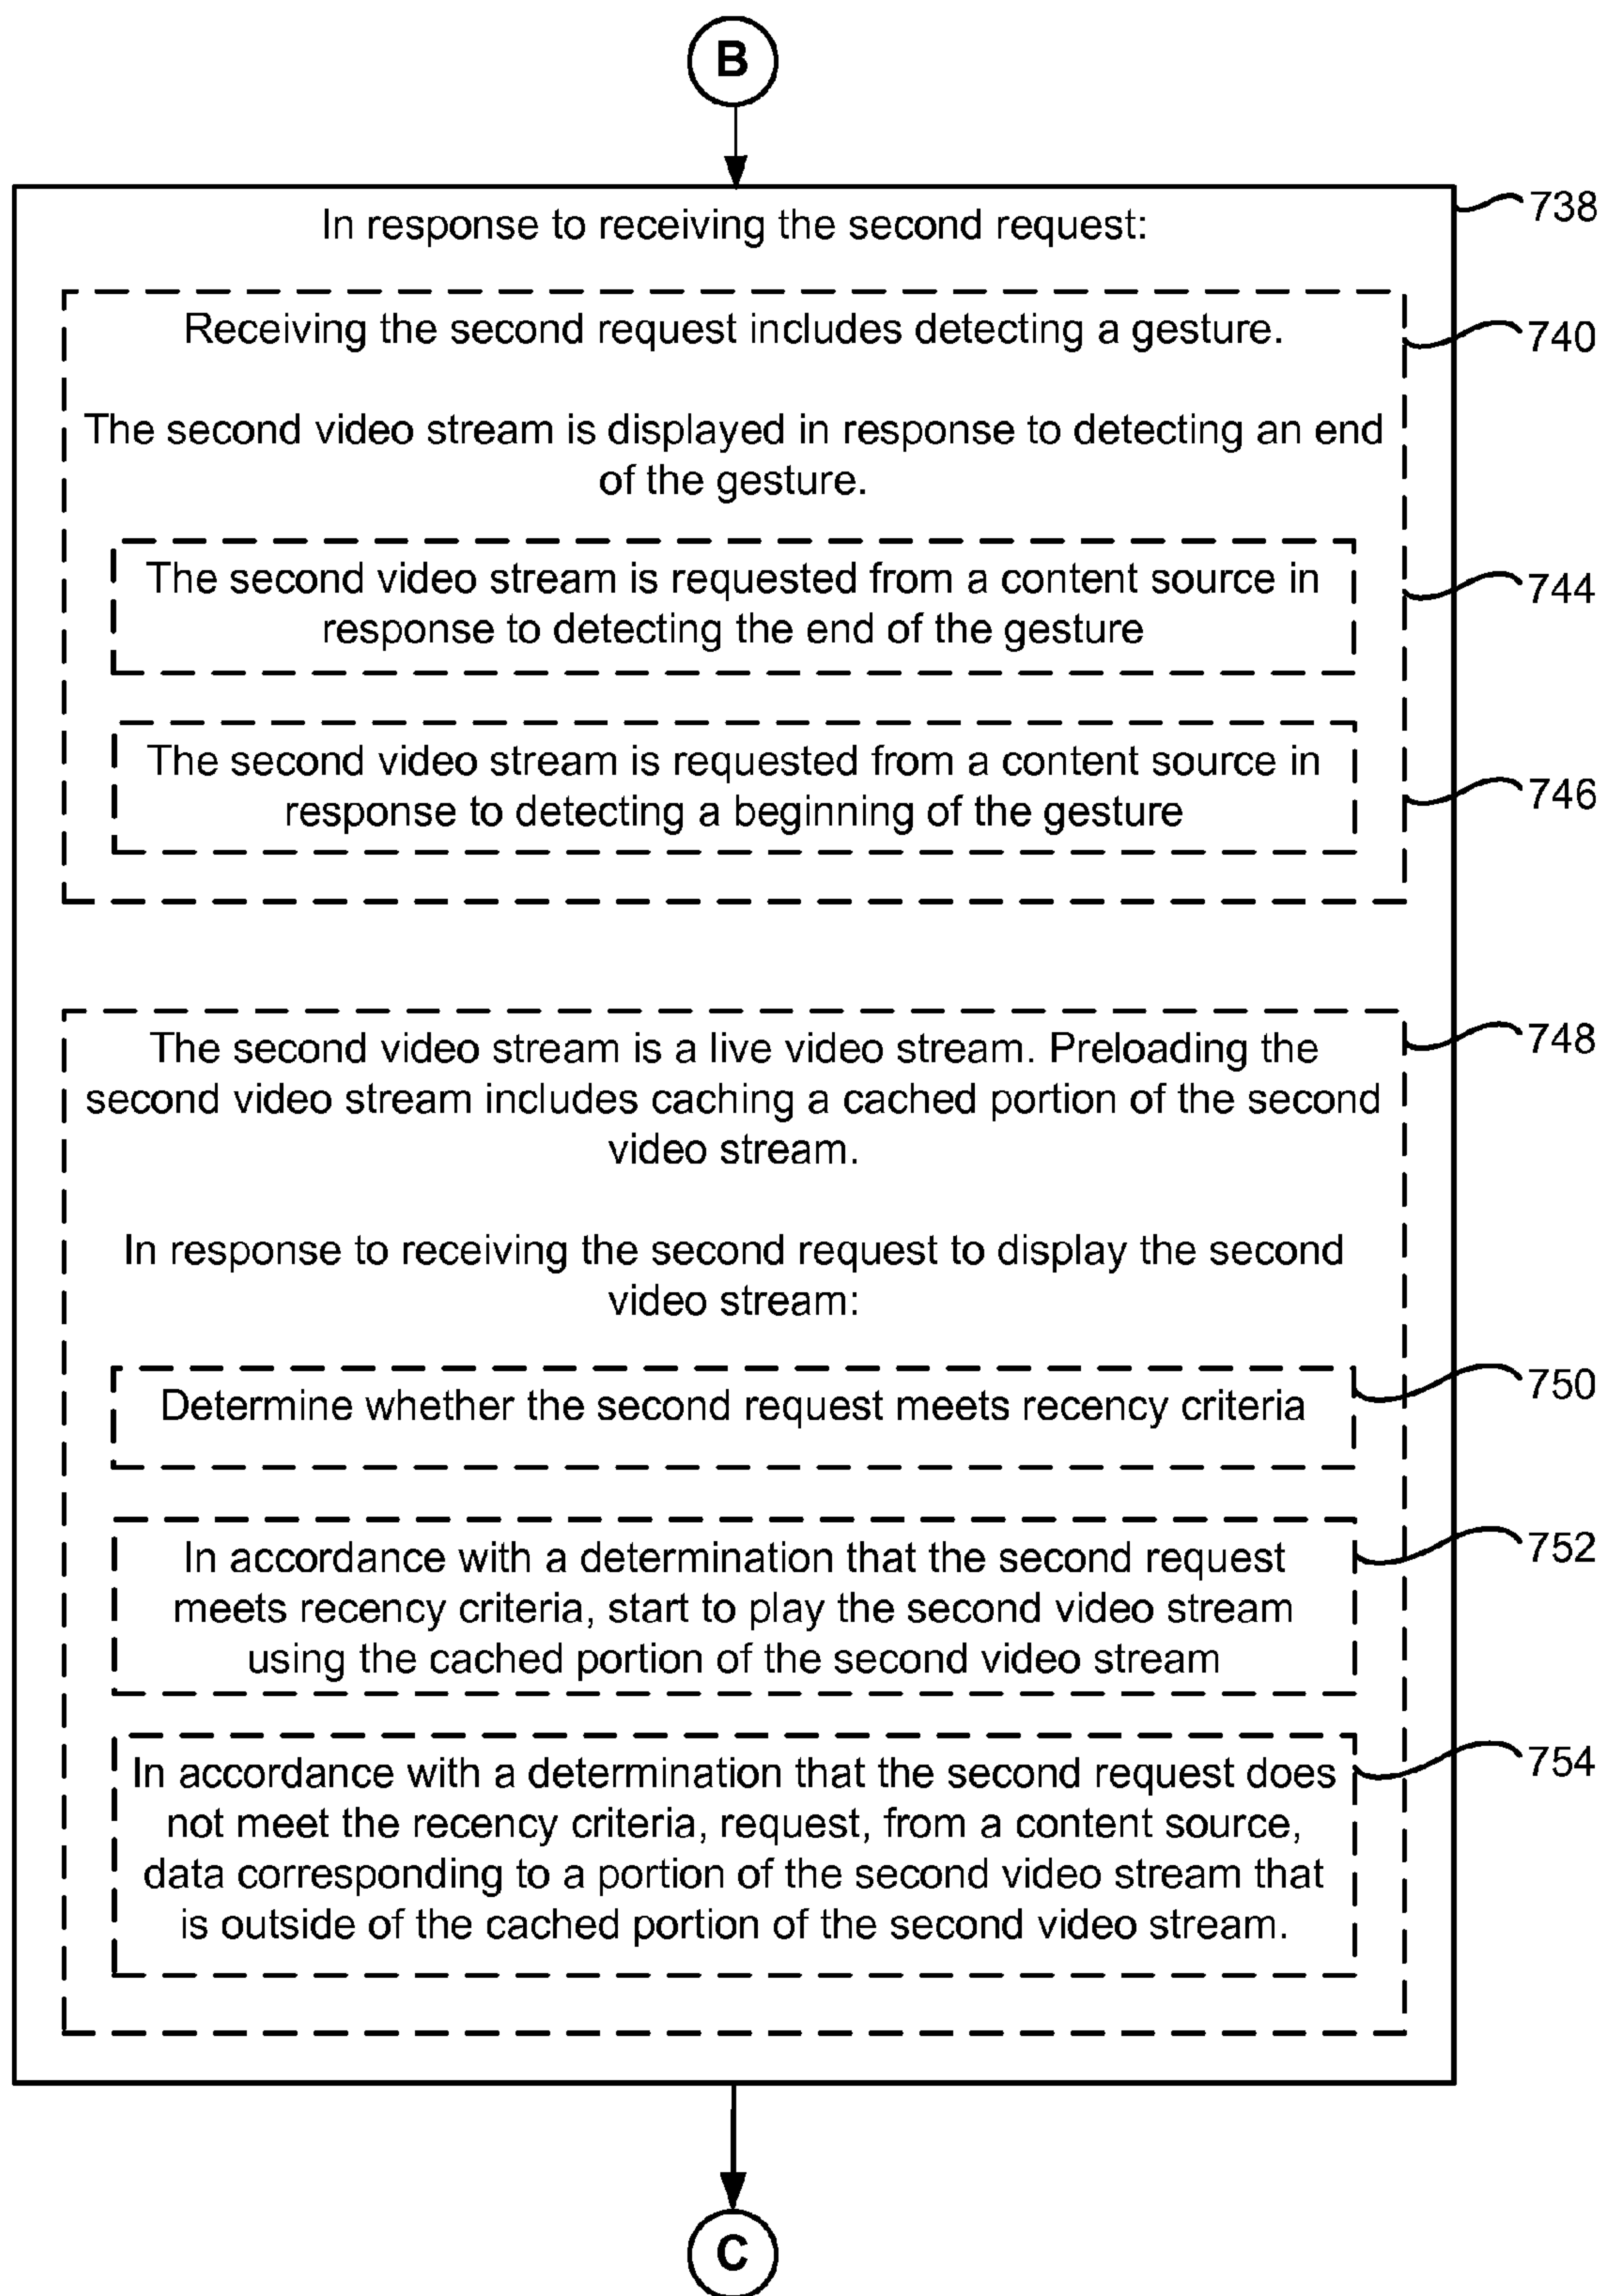 B
In response to receiving the second request:
738
Receiving the second request includes detecting a gesture.
740
The second video stream is displayed in response to detecting an end
of the gesture.
The second video stream is requested from a content source in
response to detecting the end of the gesture
744
The second video stream is requested from a content source in
response to detecting a beginning of the gesture
746
The second video stream is a live video stream. Preloading the
second video stream includes caching a cached portion of the second
video stream.
748
In response to receiving the second request to display the second
video stream:
Determine whether the second request meets recency criteria
750
In accordance with a determination that the second request
meets recency criteria, start to play the second video stream
using the cached portion of the second video stream
752
In accordance with a determination that the second request does
not meet the recency criteria, request, from a content source,
data corresponding to a portion of the second video stream that
is outside of the cached portion of the second video stream.
754
C